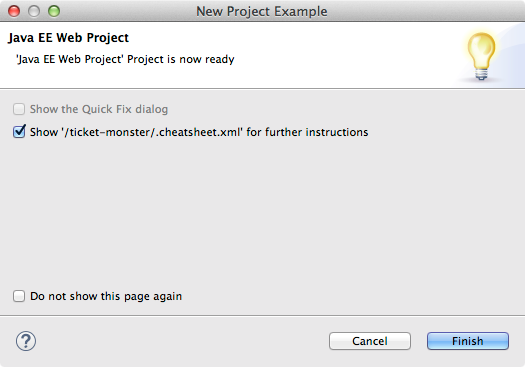 New Project Example
Java EE Web Project
'Java EE Web Project' Project is now ready
Show the Quick Fix dialog
Show '/ticket-monster/.cheatsheet.xml' for further instructions
Do not show this page again
?
Cancel
Finish